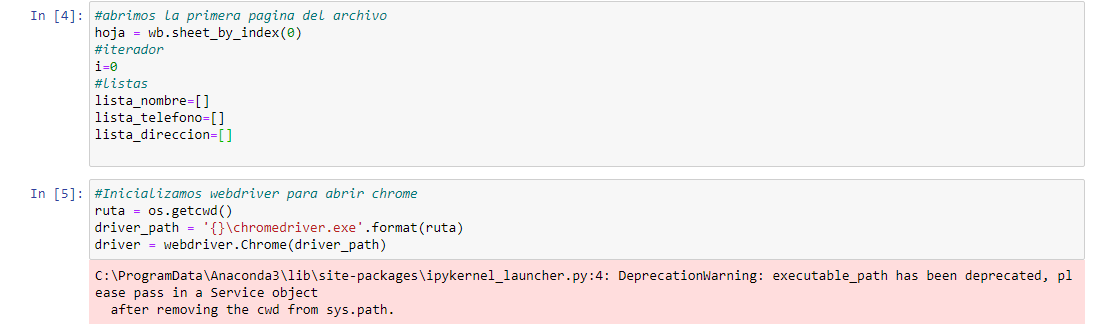 In [4]: #abrimos la primera pagina del archivo
hoja = wb.sheet_by_index(0)
#iterador
i=0
#listas
lista_nombre=[]
lista_telefono=[]
lista_direccion=[]
In [5]: #Inicializamos webdriver para abrir chrome
ruta = os.getcwd()
driver_path = '{}\chromedriver.exe'.format(ruta)
driver = webdriver.Chrome(driver_path)
C:\ProgramData\Anaconda3\lib\site-packages\ipykernel_launcher.py:4: DeprecationWarning: executable_path has been deprecated, pl
ease pass in a Service object
  after removing the cwd from sys.path.